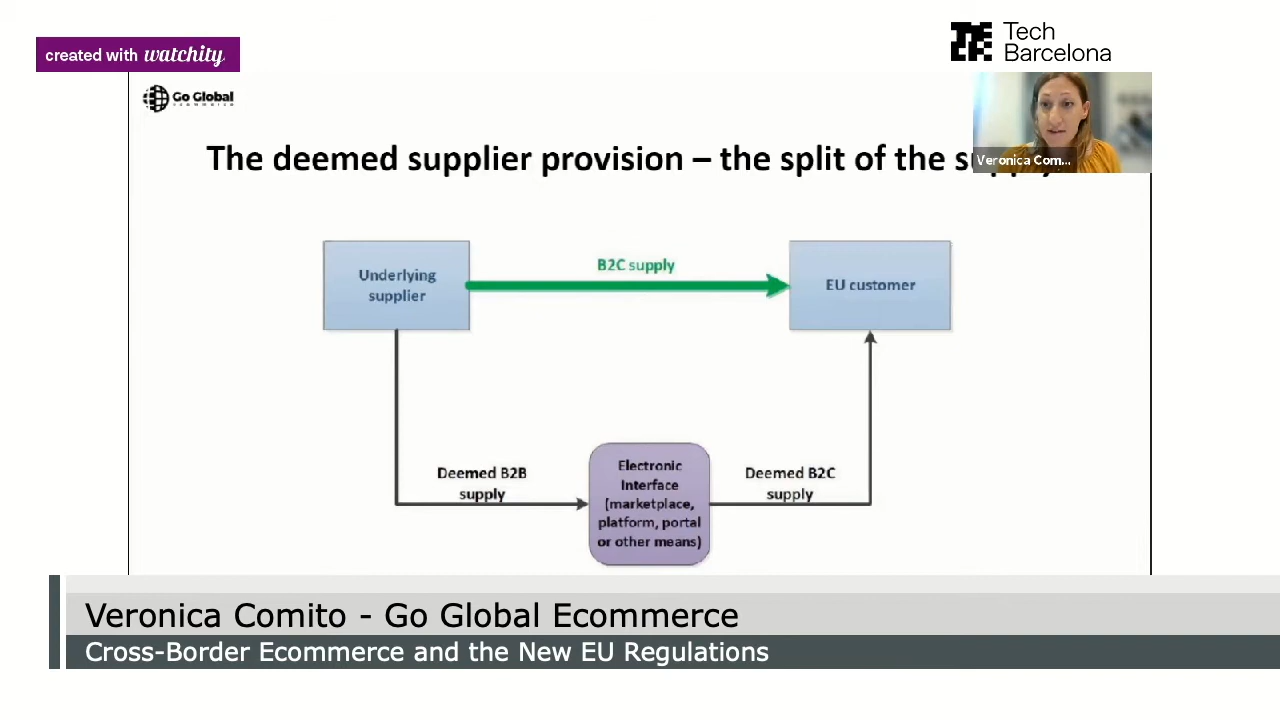 created with watchity
Tech
Barcelona
Go Global
ecommerce
Veronica Com...
The deemed supplier provision – the split of the
Underlying
supplier
B2C supply
EU customer
Deemed B2B
supply
Electronic
Interface
(marketplace,
platform, portal
or other means)
Deemed B2C
supply
Veronica Comito - Go Global Ecommerce
Cross-Border Ecommerce and the New EU Regulations